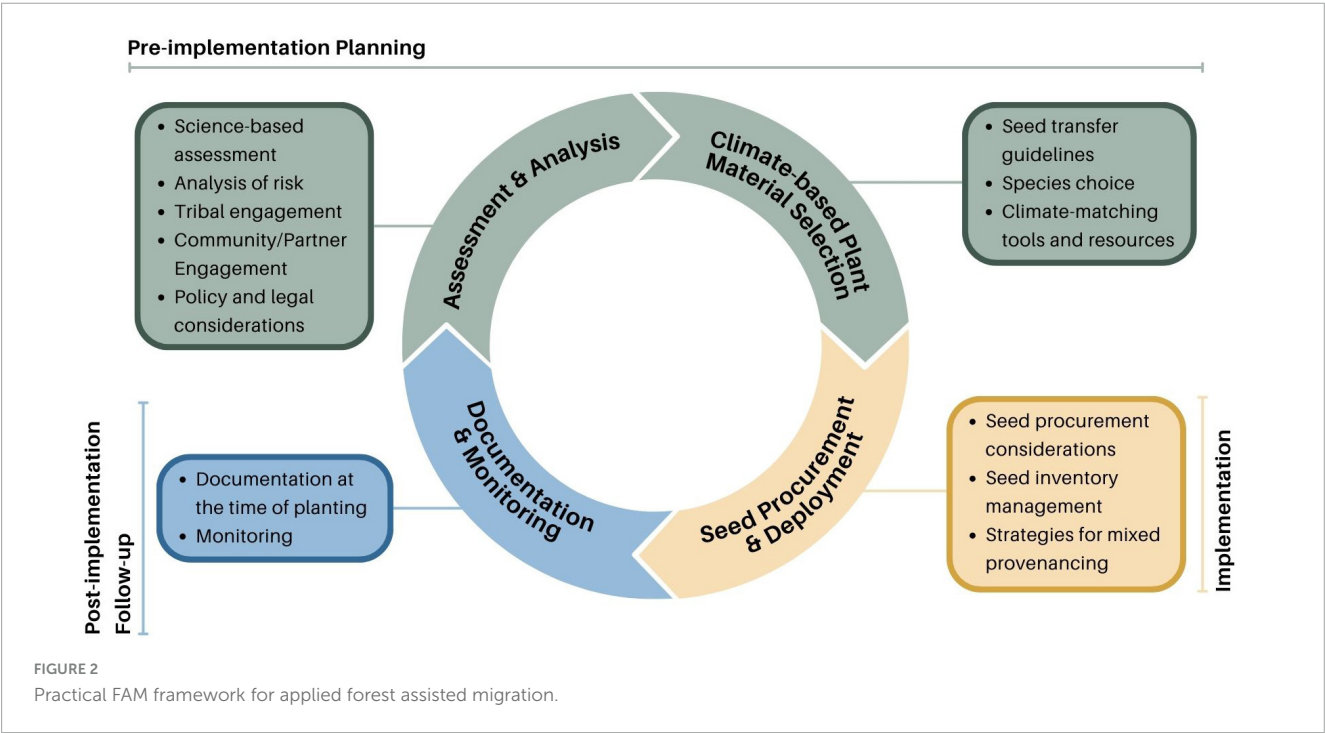 Pre-implementation Planning
• Science-based
assessment
• Analysis of risk
• Tribal engagement
• Community/Partner
Engagement
• Policy and legal
considerations
Assessment & Analysis
Climate-based Plant
Material Selection
• Seed transfer
guidelines
• Species choice
• Climate-matching
tools and resources
Post-implementation
Follow-up
• Documentation at
the time of planting
• Monitoring
Documentation
& Monitoring
Seed Procurement
& Deployment
• Seed procurement
considerations
• Seed inventory
management
• Strategies for mixed
provenancing
Implementation
FIGURE 2
Practical FAM framework for applied forest assisted migration.